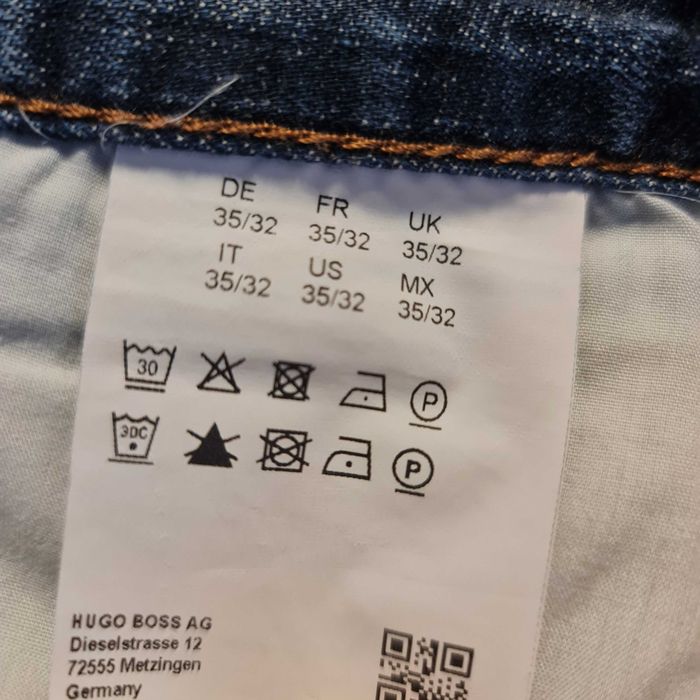 DE FR UK
35/32 35/32 35/32
IT US MX
35/32 35/32 35/32
30 P
P
HUGO BOSS AG
Dieselstrasse 12
72555 Metzingen
Germany